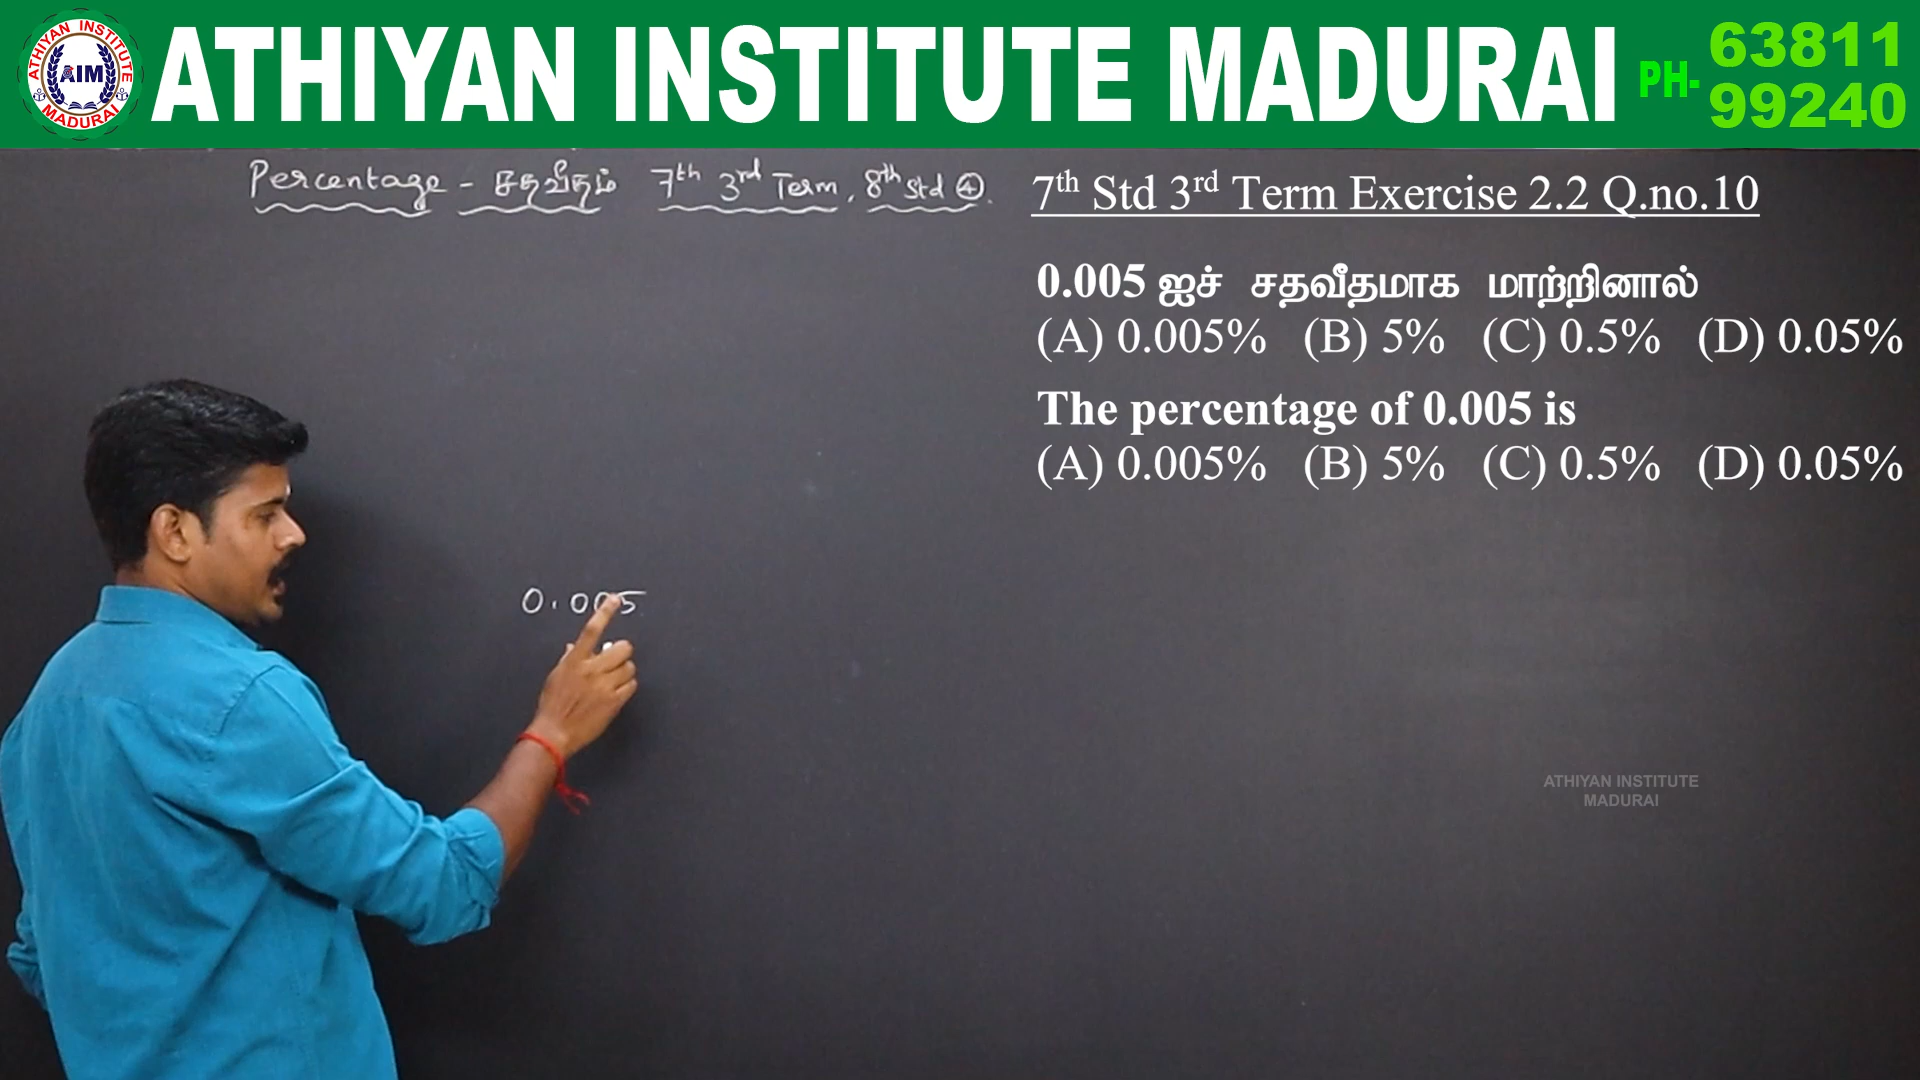 ATHIYAN INSTITUTE MADURAI PH- 63811
99240
ATHIYAN INSTITUTE
AIM
MADURAI
Percentage - சதவீதம் 7th 3rd Term, 8th Std ④.
7th Std 3rd Term Exercise 2.2 Q.no.10
0.005 ஐச் சதவீதமாக மாற்றினால்
(A) 0.005% (B) 5% (C) 0.5% (D) 0.05%
The percentage of 0.005 is
(A) 0.005% (B) 5% (C) 0.5% (D) 0.05%
0.005
ATHIYAN INSTITUTE
MADURAI